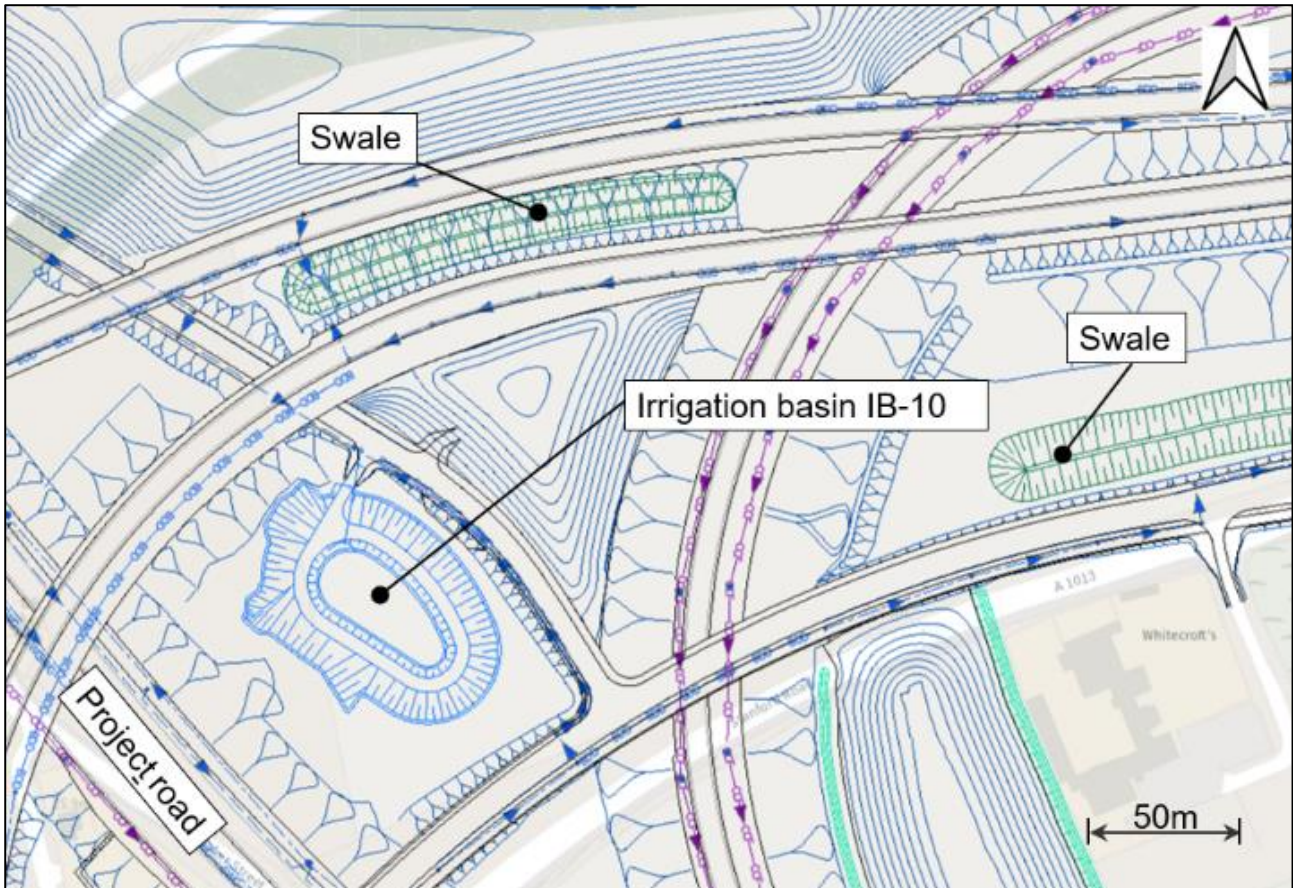 Swale
Swale
Irrigation basin IB-10
A 1013
Whitecroft's
Project road
50m